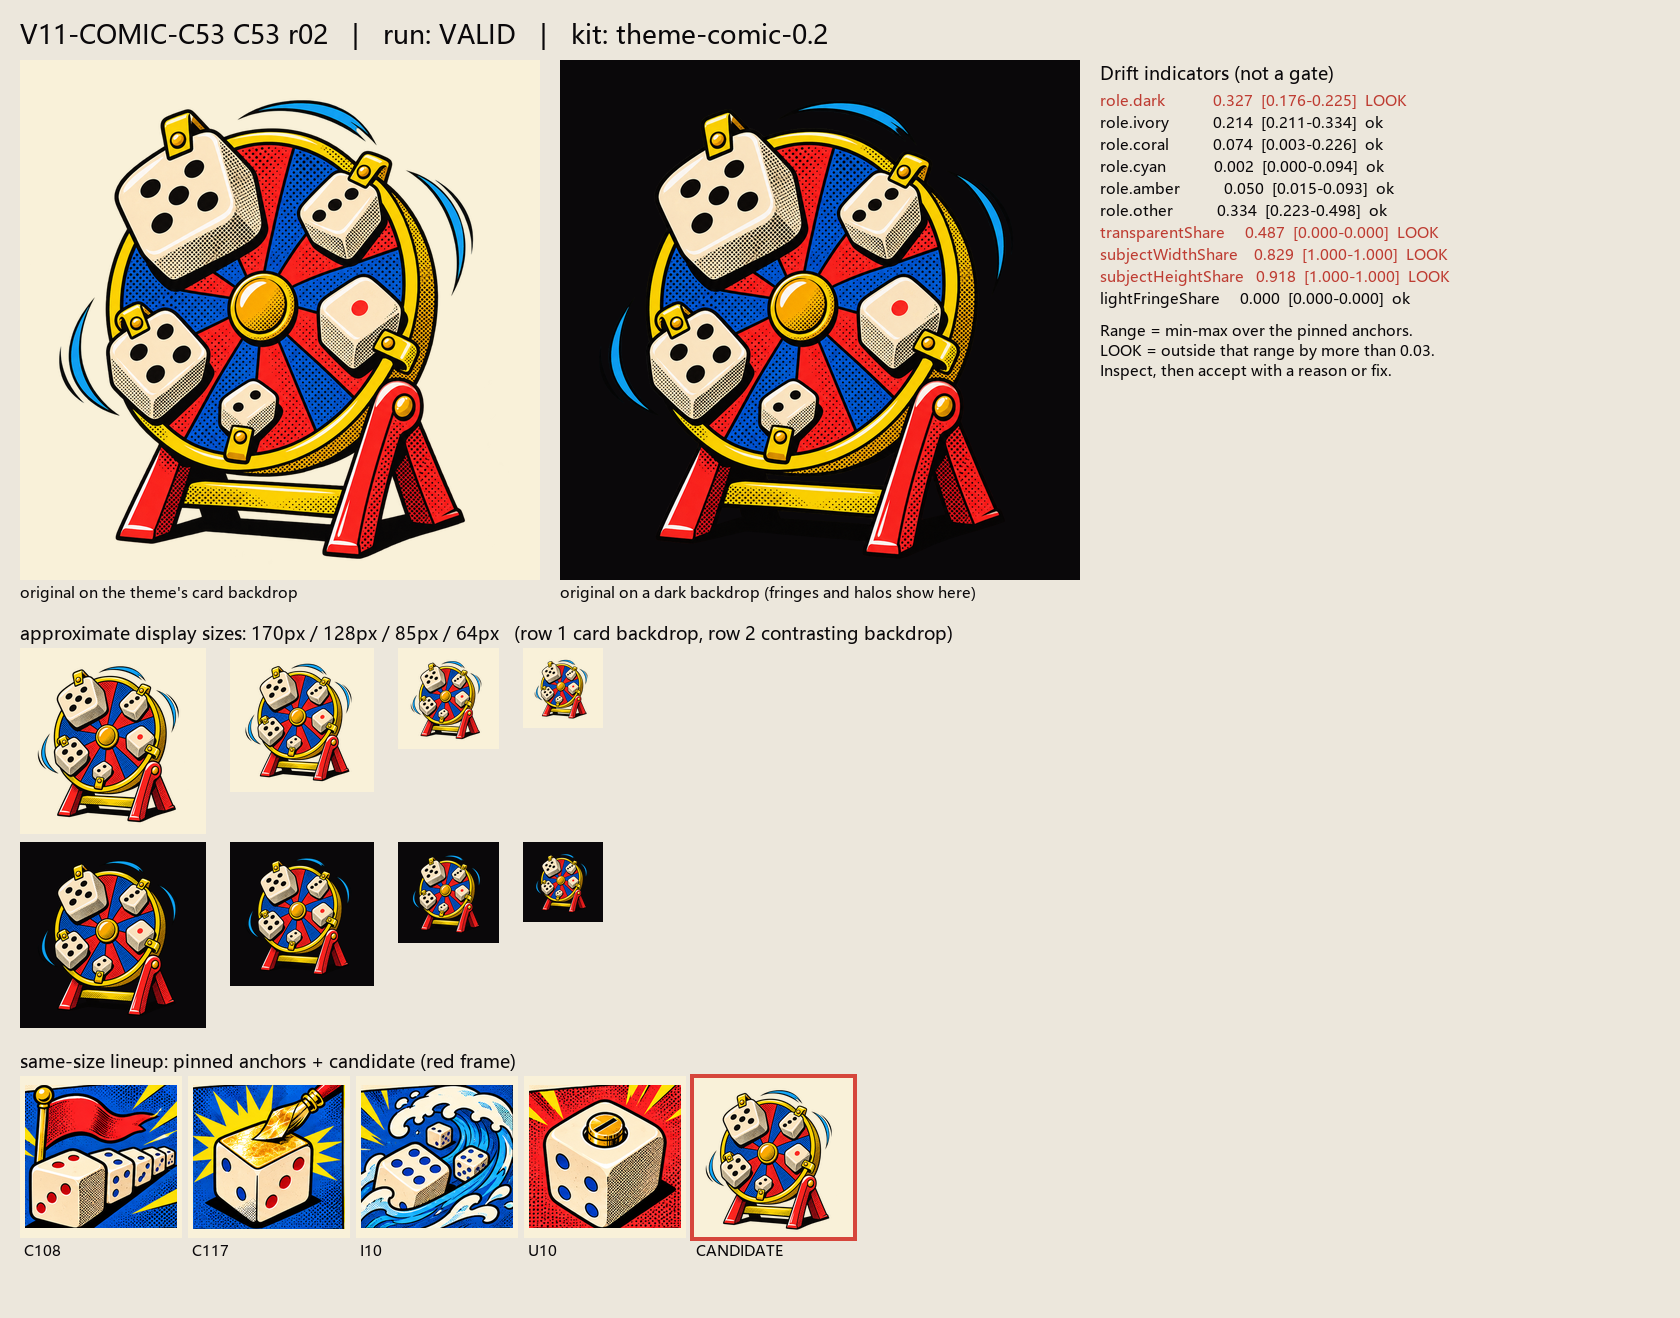 V11-COMIC-C53 C53 r02 | run: VALID | kit: theme-comic-0.2
Drift indicators (not a gate)
role.dark 0.327 [0.176-0.225] LOOK
role.ivory 0.214 [0.211-0.334] ok
role.coral 0.074 [0.003-0.226] ok
role.cyan 0.002 [0.000-0.094] ok
role.amber 0.050 [0.015-0.093] ok
role.other 0.334 [0.223-0.498] ok
transparentShare 0.487 [0.000-0.000] LOOK
subjectWidthShare 0.829 [1.000-1.000] LOOK
subjectHeightShare 0.918 [1.000-1.000] LOOK
lightFringeShare 0.000 [0.000-0.000] ok
Range = min-max over the pinned anchors.
LOOK = outside that range by more than 0.03.
Inspect, then accept with a reason or fix.
original on the theme's card backdrop
original on a dark backdrop (fringes and halos show here)
approximate display sizes: 170px / 128px / 85px / 64px (row 1 card backdrop, row 2 contrasting backdrop)
same-size lineup: pinned anchors + candidate (red frame)
C108
C117
I10
U10
CANDIDATE